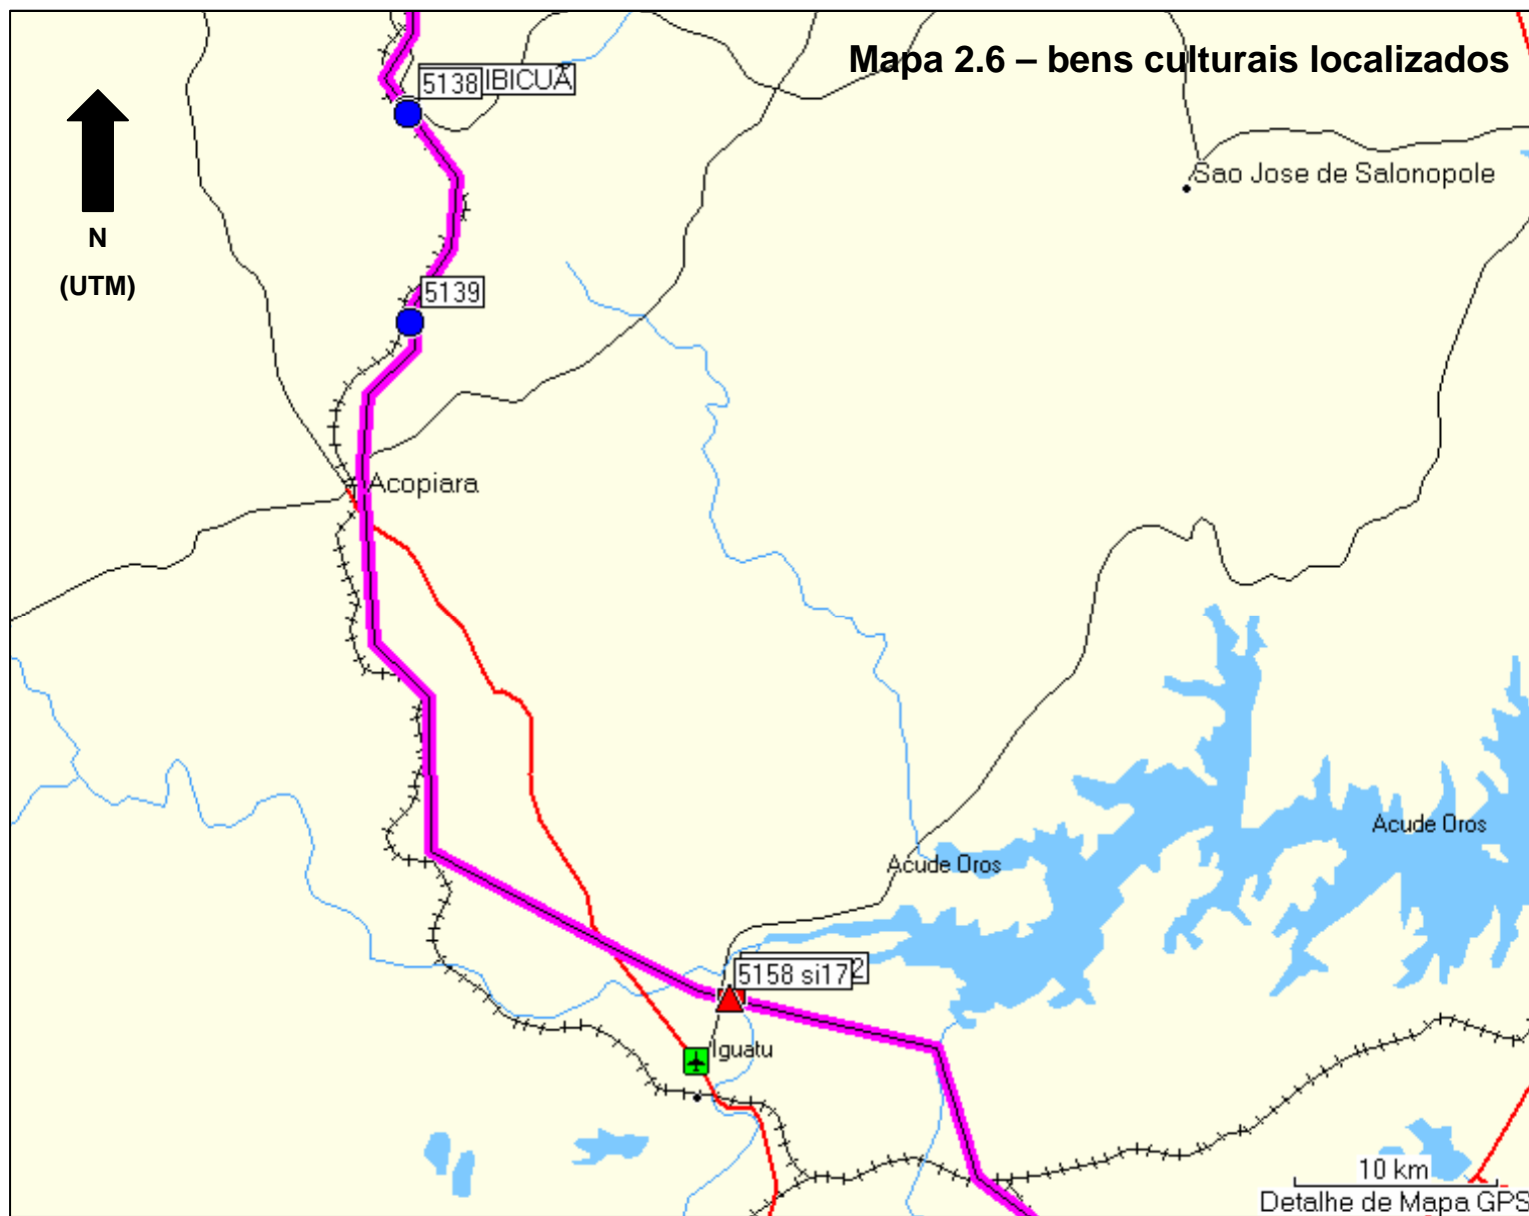 Mapa 2.6 – bens culturais localizados
5138
IBICUÃ
N
(UTM)
Sao Jose de Salonopole
5139
Acopiara
Acude Oros
Acude Oros
5158 si17
2
Iguatu
10 km
Detalhe de Mapa GPS